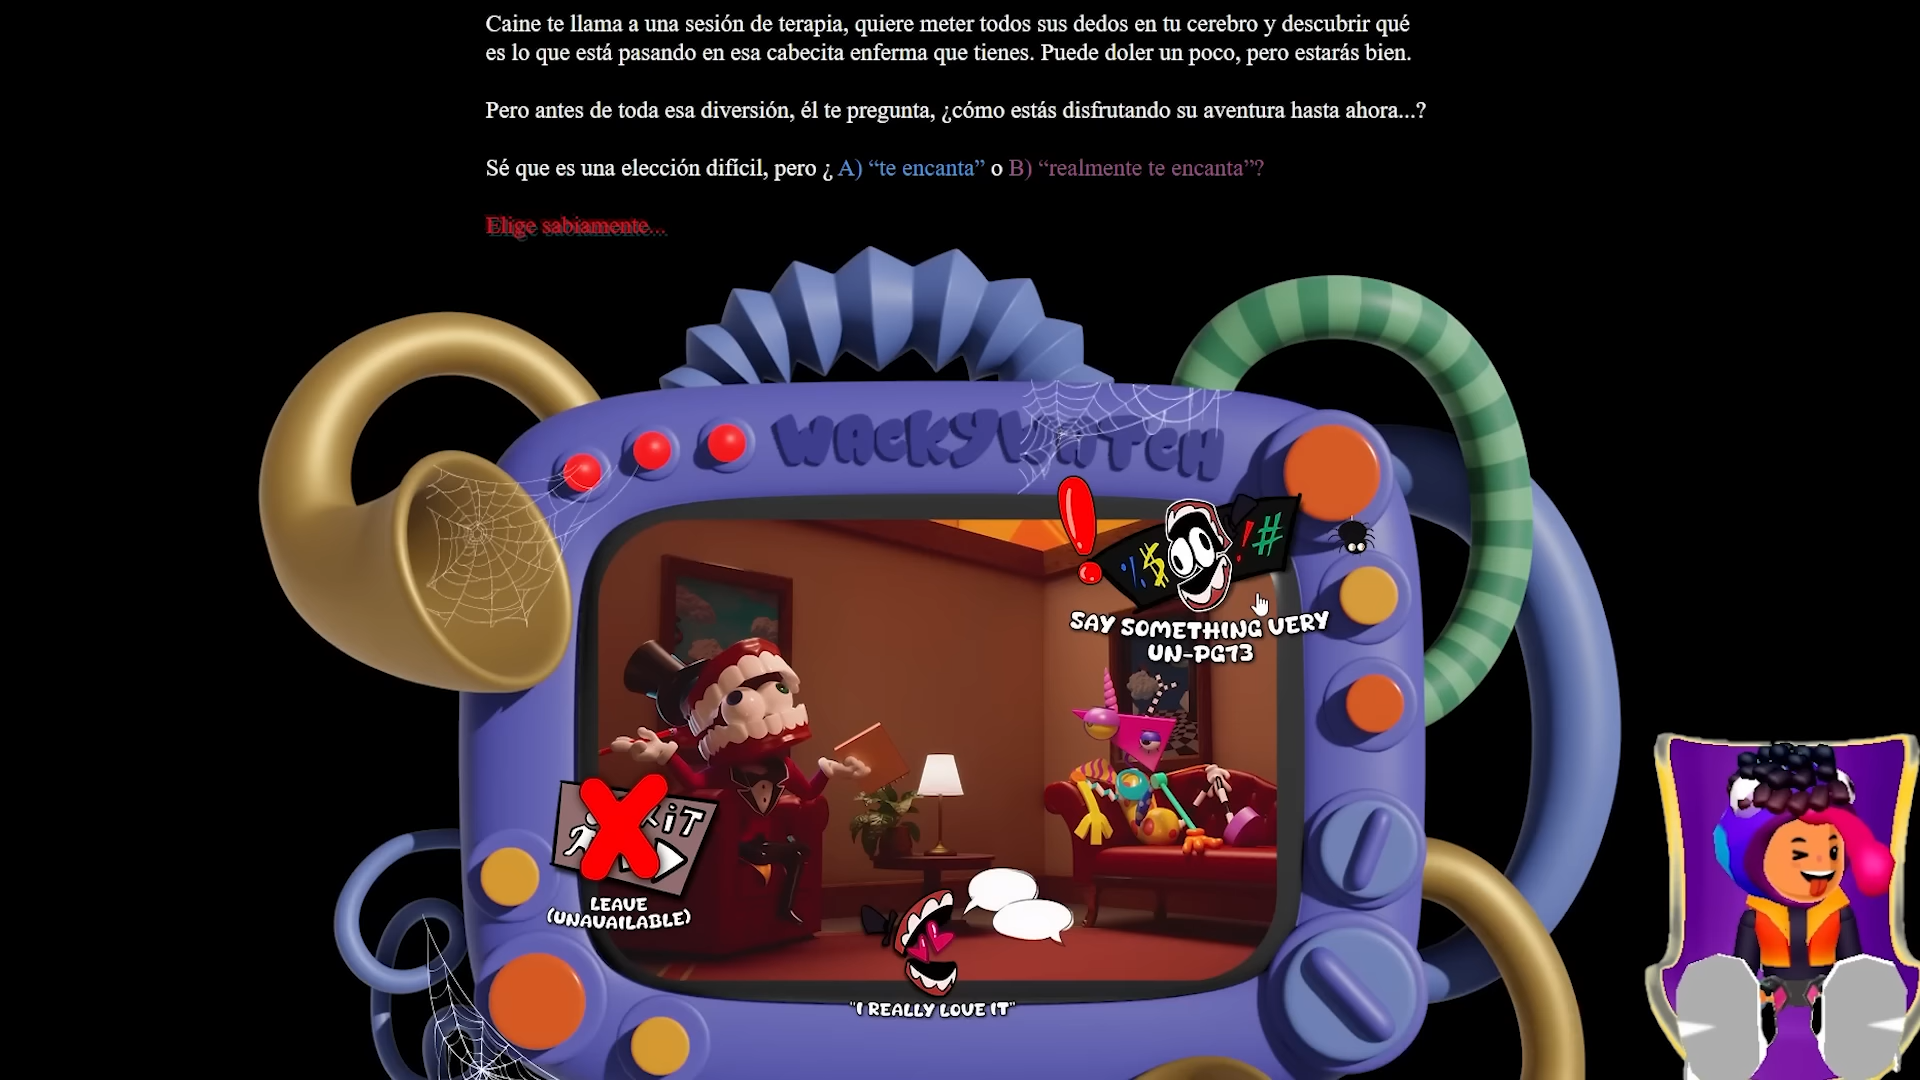 Caine te llama a una sesión de terapia, quiere meter todos sus dedos en tu cerebro y descubrir qué
es lo que está pasando en esa cabecita enferma que tienes. Puede doler un poco, pero estarás bien.
Pero antes de toda esa diversión, él te pregunta, ¿cómo estás disfrutando su aventura hasta ahora...?
Sé que es una elección difícil, pero ¿ A) “te encanta” o B) “realmente te encanta”?
Elige sabiamente...
WACKYWATCH
%$!#
SAY SOMETHING VERY
UN-PG13
LEAVE
(UNAVAILABLE)
"I REALLY LOVE IT"